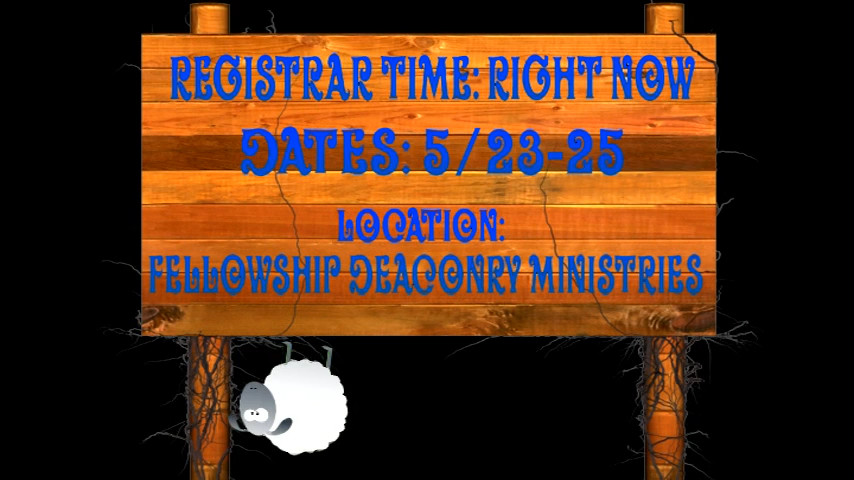 REGISTRAR TIME: RIGHT NOW
DATES: 5/23-25
LOCATION:
FELLOWSHIP DEACONRY MINISTRIES